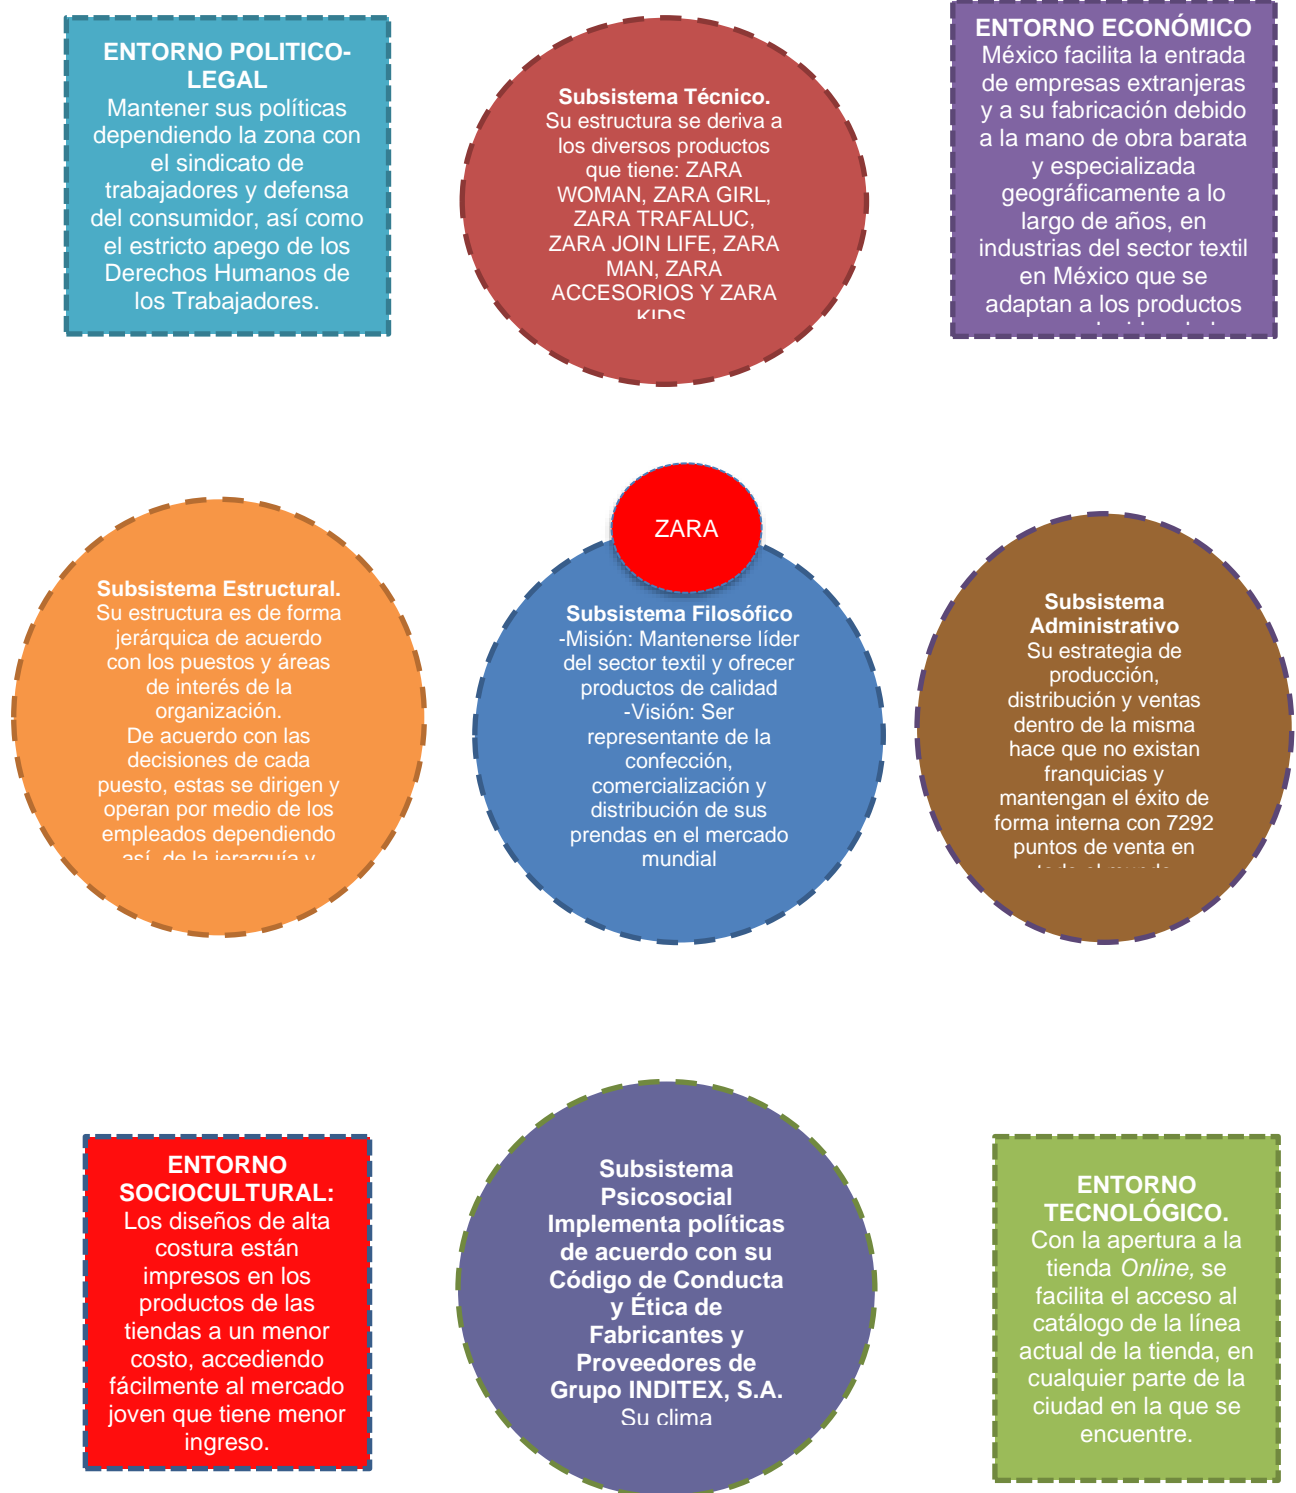 ENTORNO POLITICO-
LEGAL
Mantener sus políticas
dependiendo la zona con
el sindicato de
trabajadores y defensa
del consumidor, así como
el estricto apego de los
Derechos Humanos de
los Trabajadores.
Subsistema Técnico.
Su estructura se deriva a
los diversos productos
que tiene: ZARA
WOMAN, ZARA GIRL,
ZARA TRAFALUC,
ZARA JOIN LIFE, ZARA
MAN, ZARA
ACCESORIOS Y ZARA
KIDS
ENTORNO ECONÓMICO
México facilita la entrada
de empresas extranjeras
y a su fabricación debido
a la mano de obra barata
y especializada
geográficamente a lo
largo de años, en
industrias del sector textil
en México que se
adaptan a los productos
Subsistema Estructural.
Su estructura es de forma
jerárquica de acuerdo
con los puestos y áreas
de interés de la
organización.
De acuerdo con las
decisiones de cada
puesto, estas se dirigen y
operan por medio de los
empleados dependiendo
así, de la jerarquía y
ZARA
Subsistema Filosófico
-Misión: Mantenerse líder
del sector textil y ofrecer
productos de calidad
-Visión: Ser
representante de la
confección,
comercialización y
distribución de sus
prendas en el mercado
mundial
Subsistema
Administrativo
Su estrategia de
producción,
distribución y ventas
dentro de la misma
hace que no existan
franquicias y
mantengan el éxito de
forma interna con 7292
puntos de venta en
todo el mundo
ENTORNO
SOCIOCULTURAL:
Los diseños de alta
costura están
impresos en los
productos de las
tiendas a un menor
costo, accediendo
fácilmente al mercado
joven que tiene menor
ingreso.
Subsistema
Psicosocial
Implementa políticas
de acuerdo con su
Código de Conducta
y Ética de
Fabricantes y
Proveedores de
Grupo INDITEX, S.A.
Su clima
ENTORNO
TECNOLÓGICO.
Con la apertura a la
tienda Online, se
facilita el acceso al
catálogo de la línea
actual de la tienda, en
cualquier parte de la
ciudad en la que se
encuentre.